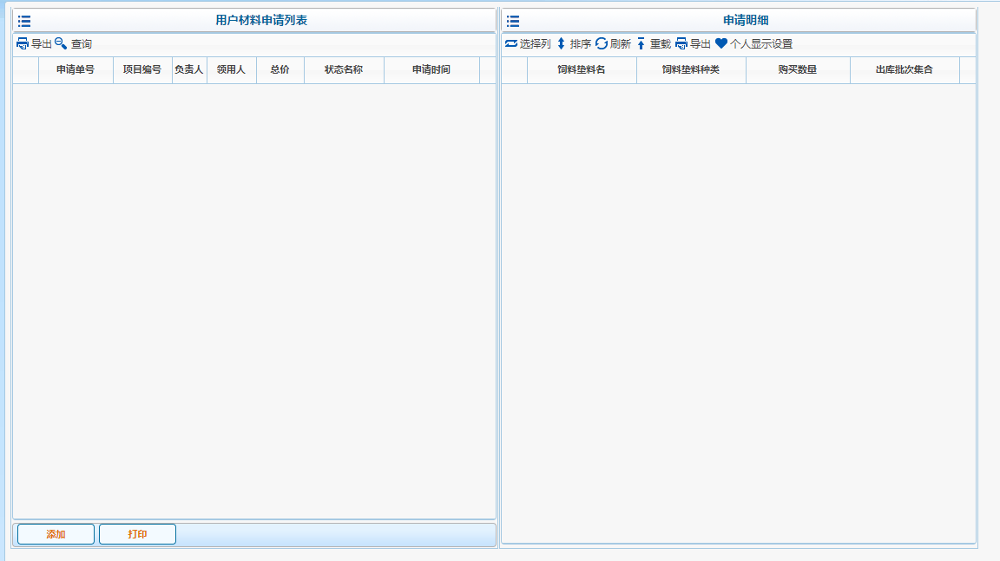 用户材料申请列表
导出 查询
申请单号 项目编号 负责人 领用人 总价 状态名称 申请时间
添加 打印
申请明细
选择列 排序 刷新 重载 导出 个人显示设置
饲料垫料名 饲料垫料种类 购买数量 出库批次集合